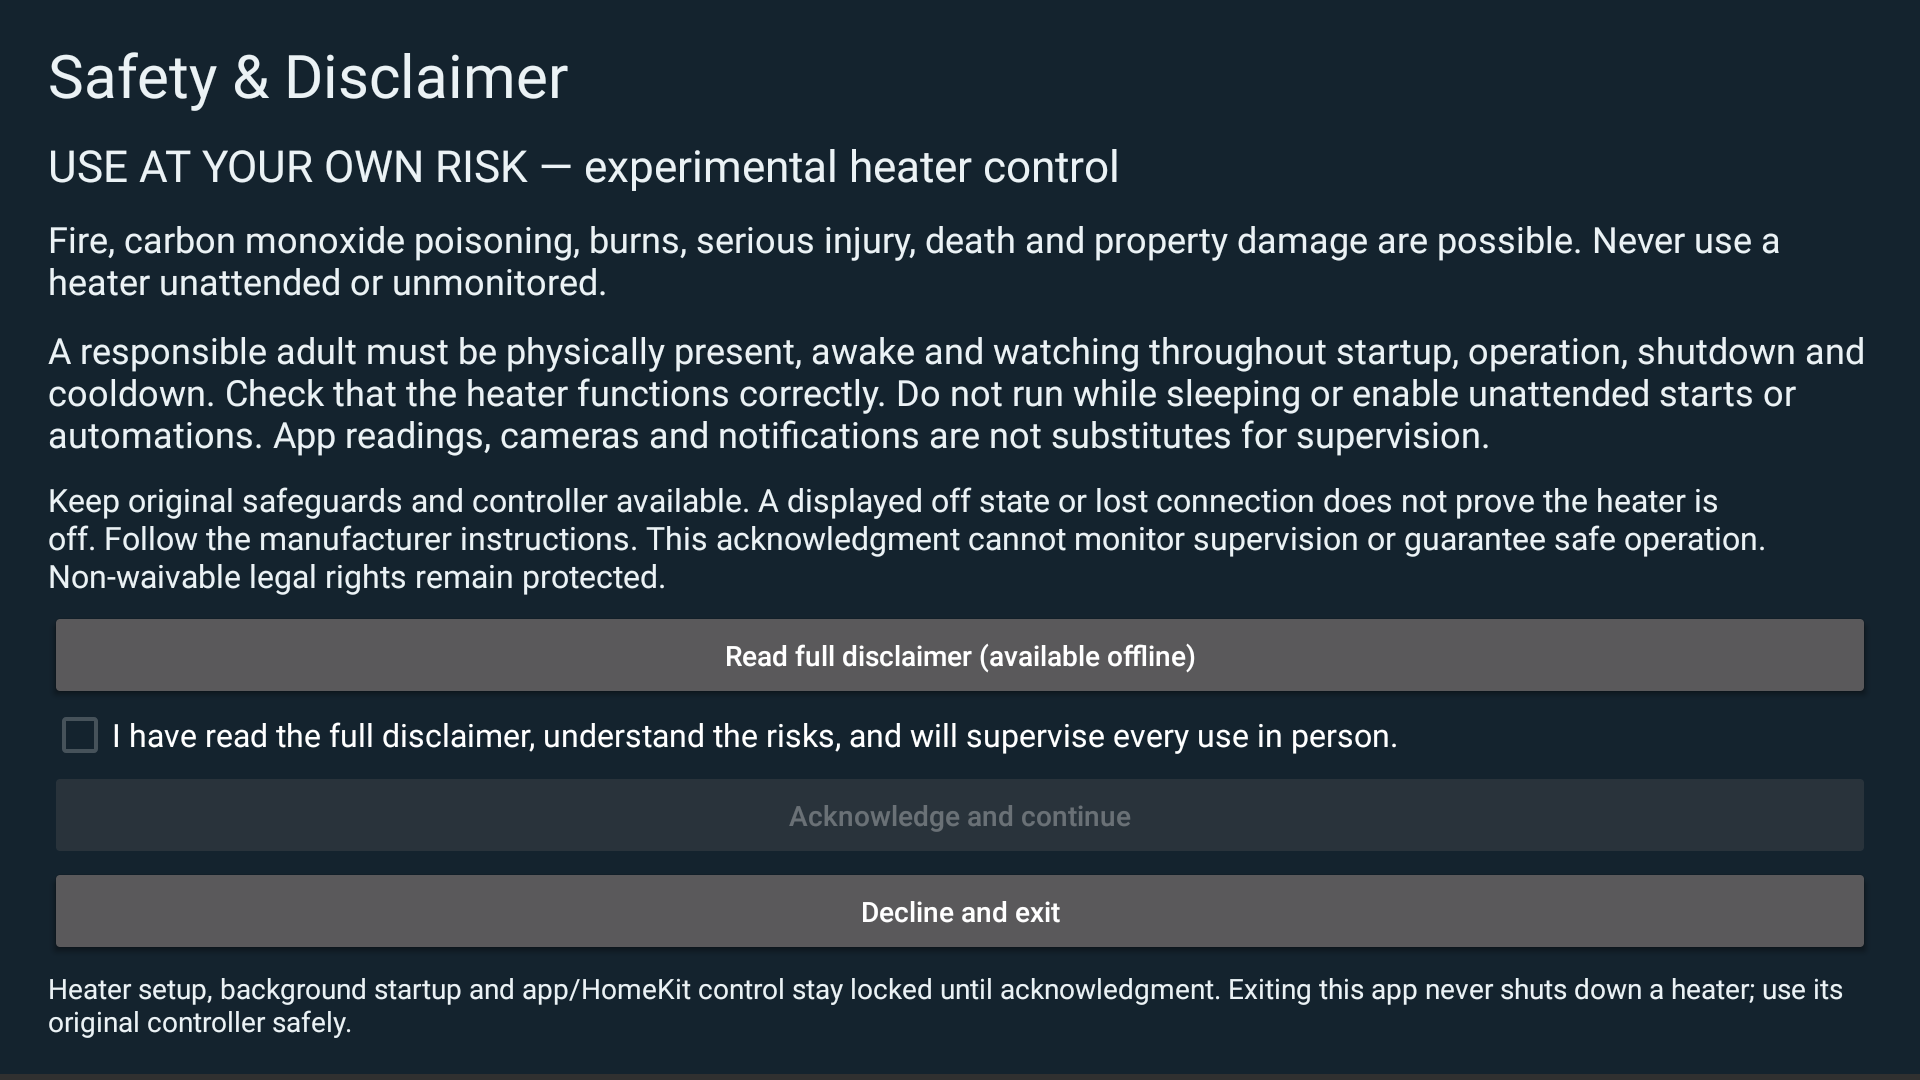 Safety & Disclaimer
USE AT YOUR OWN RISK — experimental heater control
Fire, carbon monoxide poisoning, burns, serious injury, death and property damage are possible. Never use a
heater unattended or unmonitored.
A responsible adult must be physically present, awake and watching throughout startup, operation, shutdown and
cooldown. Check that the heater functions correctly. Do not run while sleeping or enable unattended starts or
automations. App readings, cameras and notifications are not substitutes for supervision.
Keep original safeguards and controller available. A displayed off state or lost connection does not prove the heater is
off. Follow the manufacturer instructions. This acknowledgment cannot monitor supervision or guarantee safe operation.
Non-waivable legal rights remain protected.
Read full disclaimer (available offline)
I have read the full disclaimer, understand the risks, and will supervise every use in person.
Acknowledge and continue
Decline and exit
Heater setup, background startup and app/HomeKit control stay locked until acknowledgment. Exiting this app never shuts down a heater; use its
original controller safely.